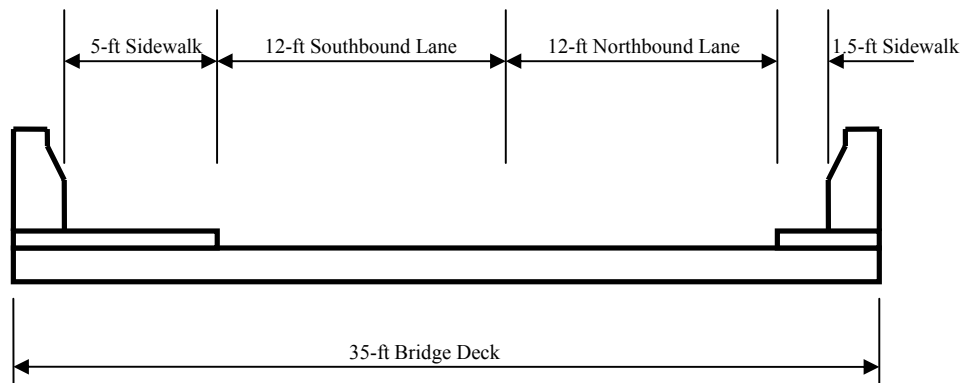 5-ft Sidewalk
12-ft Southbound Lane
12-ft Northbound Lane
1.5-ft Sidewalk
35-ft Bridge Deck